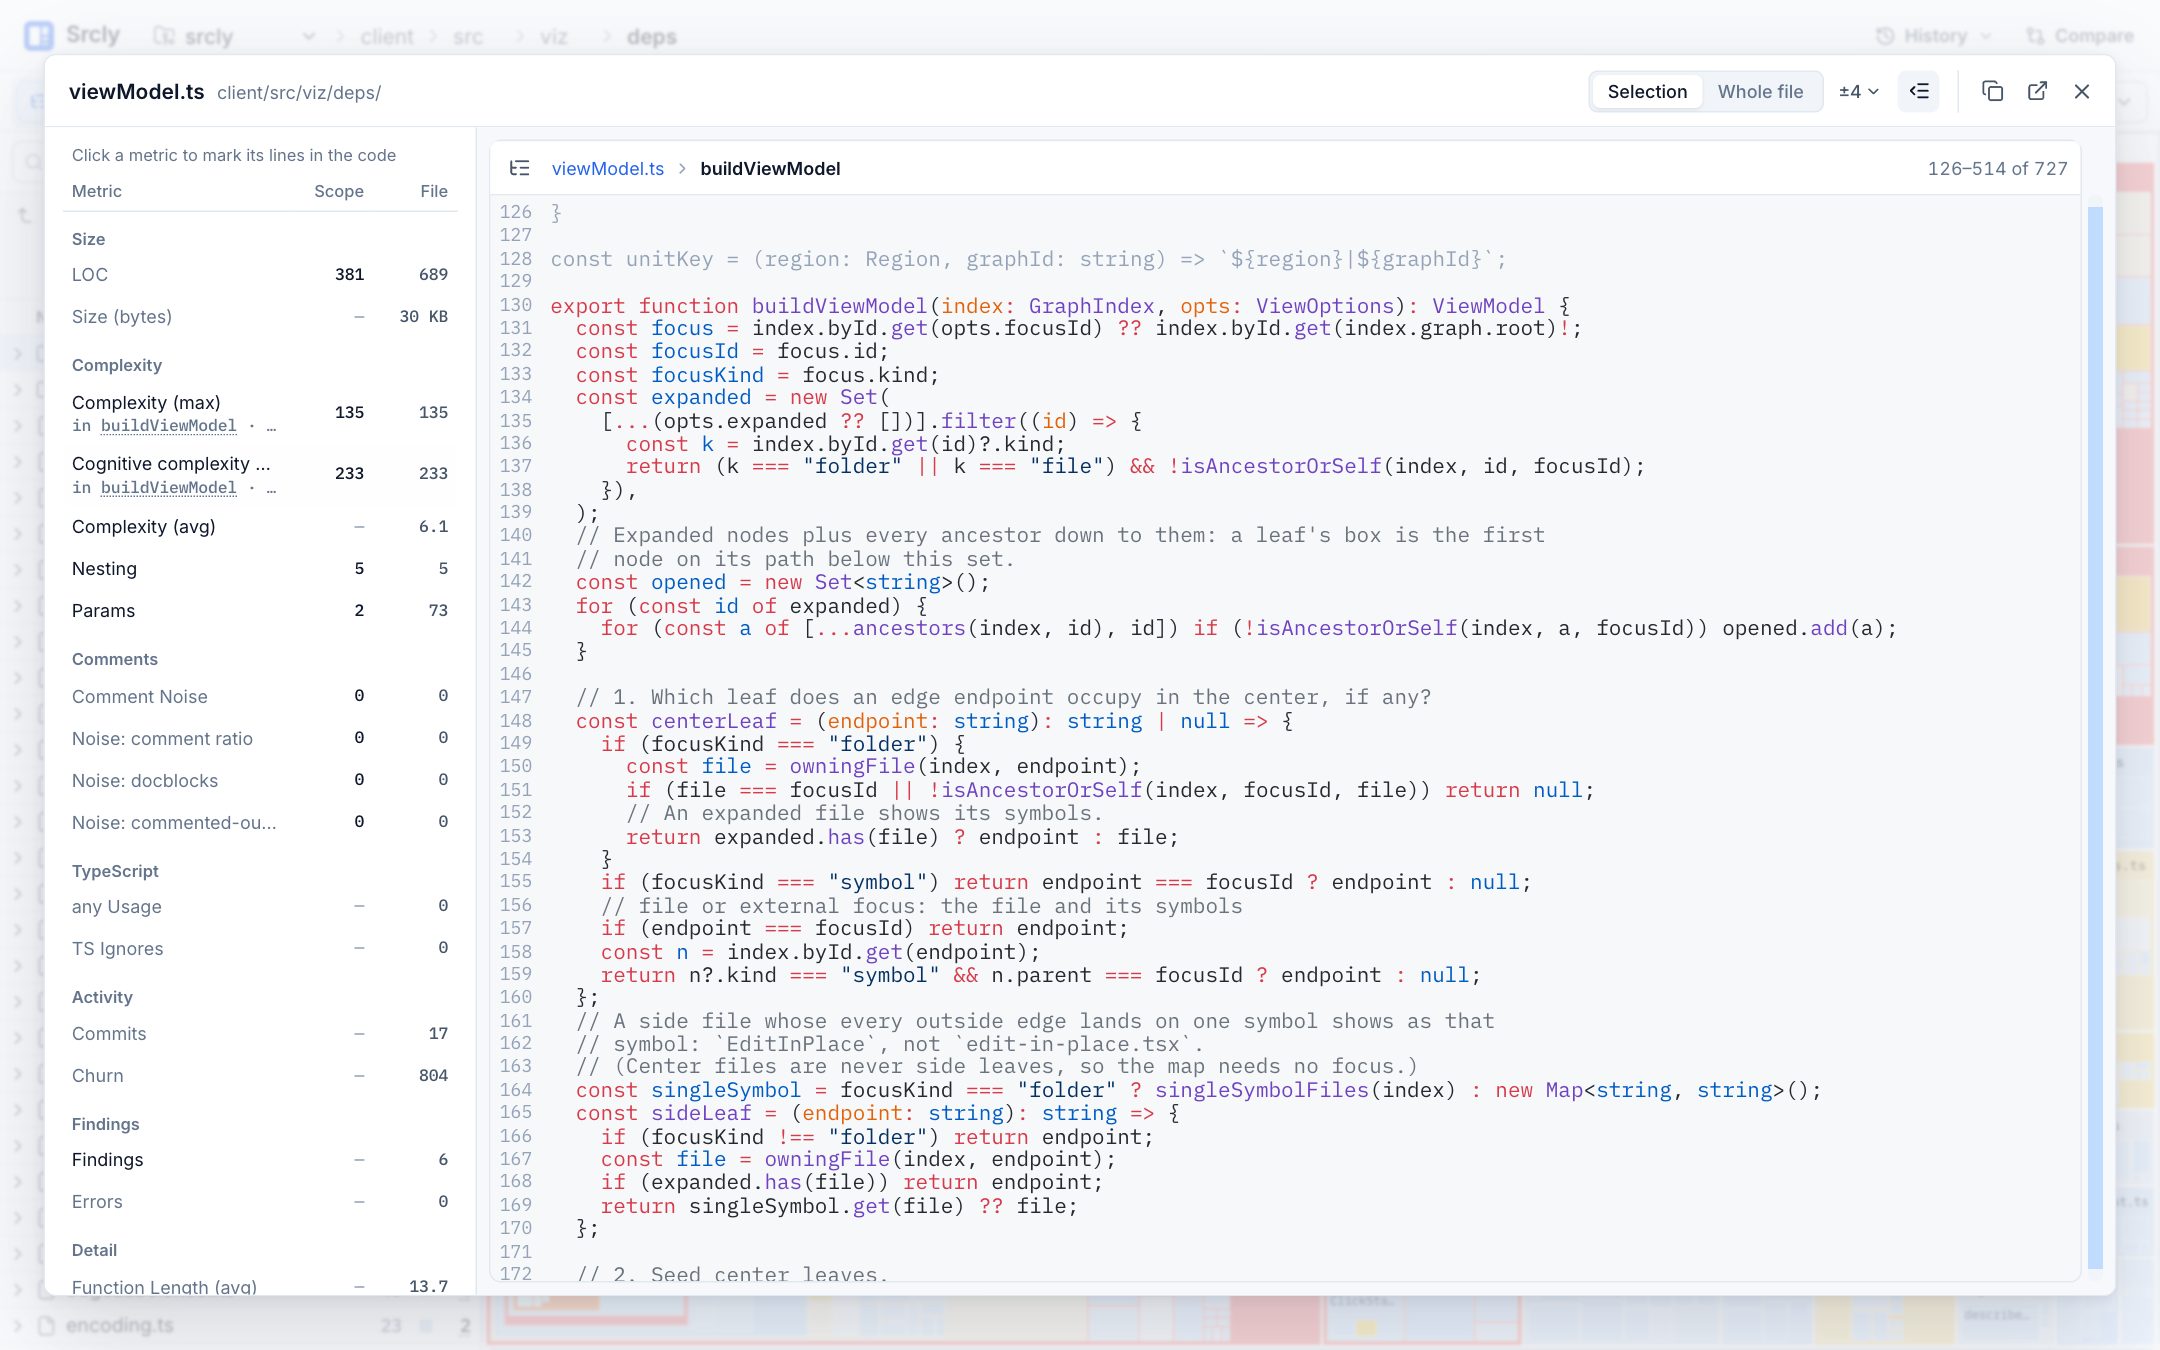 Srcly
srcly
client
src
viz
deps
History
Compare
viewModel.ts client/src/viz/deps/
Selection
Whole file
±4
Click a metric to mark its lines in the code
Metric Scope File
Size
LOC 381 689
Size (bytes) – 30 KB
Complexity
Complexity (max) 135 135
in buildViewModel · …
Cognitive complexity … 233 233
in buildViewModel · …
Complexity (avg) – 6.1
Nesting 5 5
Params 2 73
Comments
Comment Noise 0 0
Noise: comment ratio 0 0
Noise: docblocks 0 0
Noise: commented-ou… 0 0
TypeScript
any Usage – 0
TS Ignores – 0
Activity
Commits – 17
Churn – 804
Findings
Findings – 6
Errors – 0
Detail
Function Length (avg) – 13.7
viewModel.ts > buildViewModel 126–514 of 727
126 }
127
128 const unitKey = (region: Region, graphId: string) => `${region}|${graphId}`;
129
130 export function buildViewModel(index: GraphIndex, opts: ViewOptions): ViewModel {
131   const focus = index.byId.get(opts.focusId) ?? index.byId.get(index.graph.root)!;
132   const focusId = focus.id;
133   const focusKind = focus.kind;
134   const expanded = new Set(
135     [...(opts.expanded ?? [])].filter((id) => {
136       const k = index.byId.get(id)?.kind;
137       return (k === "folder" || k === "file") && !isAncestorOrSelf(index, id, focusId);
138     }),
139   );
140   // Expanded nodes plus every ancestor down to them: a leaf's box is the first
141   // node on its path below this set.
142   const opened = new Set<string>();
143   for (const id of expanded) {
144     for (const a of [...ancestors(index, id), id]) if (!isAncestorOrSelf(index, a, focusId)) opened.add(a);
145   }
146
147   // 1. Which leaf does an edge endpoint occupy in the center, if any?
148   const centerLeaf = (endpoint: string): string | null => {
149     if (focusKind === "folder") {
150       const file = owningFile(index, endpoint);
151       if (file === focusId || !isAncestorOrSelf(index, focusId, file)) return null;
152       // An expanded file shows its symbols.
153       return expanded.has(file) ? endpoint : file;
154     }
155     if (focusKind === "symbol") return endpoint === focusId ? endpoint : null;
156     // file or external focus: the file and its symbols
157     if (endpoint === focusId) return endpoint;
158     const n = index.byId.get(endpoint);
159     return n?.kind === "symbol" && n.parent === focusId ? endpoint : null;
160   };
161   // A side file whose every outside edge lands on one symbol shows as that
162   // symbol: `EditInPlace`, not `edit-in-place.tsx`.
163   // (Center files are never side leaves, so the map needs no focus.)
164   const singleSymbol = focusKind === "folder" ? singleSymbolFiles(index) : new Map<string, string>();
165   const sideLeaf = (endpoint: string): string => {
166     if (focusKind !== "folder") return endpoint;
167     const file = owningFile(index, endpoint);
168     if (expanded.has(file)) return endpoint;
169     return singleSymbol.get(file) ?? file;
170   };
171
172   // 2. Seed center leaves.
encoding.ts 23 2
describe…